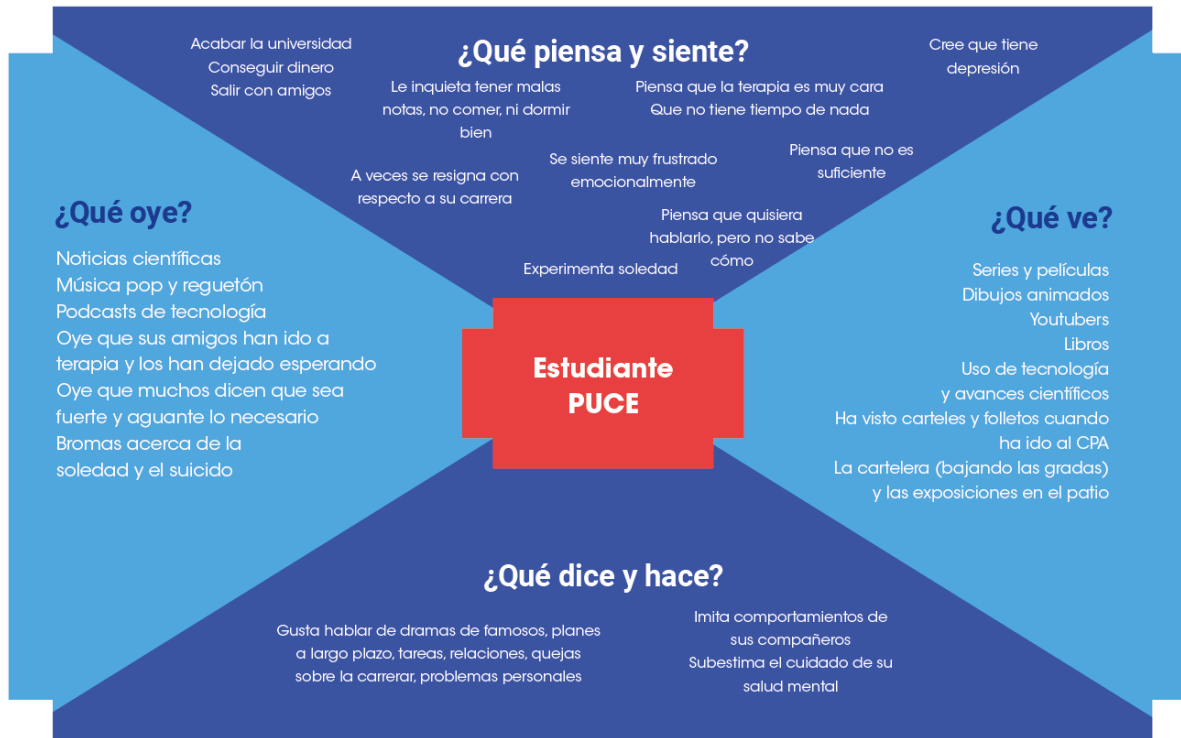 ¿Qué piensa y siente?
Acabar la universidad
Conseguir dinero
Salir con amigos
Le inquieta tener malas
notas, no comer, ni dormir
bien
Piensa que la terapia es muy cara
Que no tiene tiempo de nada
Cree que tiene
depresión
A veces se resigna con
respecto a su carrera
Se siente muy frustrado
emocionalmente
Piensa que no es
suficiente
Piensa que quisiera
hablarlo, pero no sabe
cómo
Experimenta soledad
¿Qué oye?
Noticias científicas
Música pop y reguetón
Podcasts de tecnología
Oye que sus amigos han ido a
terapia y los han dejado esperando
Oye que muchos dicen que sea
fuerte y aguante lo necesario
Bromas acerca de la
soledad y el suicido
Estudiante
PUCE
¿Qué ve?
Series y películas
Dibujos animados
Youtubers
Libros
Uso de tecnología
y avances científicos
Ha visto carteles y folletos cuando
ha ido al CPA
La cartelera (bajando las gradas)
y las exposiciones en el patio
¿Qué dice y hace?
Gusta hablar de dramas de famosos, planes
a largo plazo, tareas, relaciones, quejas
sobre la carrerar, problemas personales
Imita comportamientos de
sus compañeros
Subestima el cuidado de su
salud mental